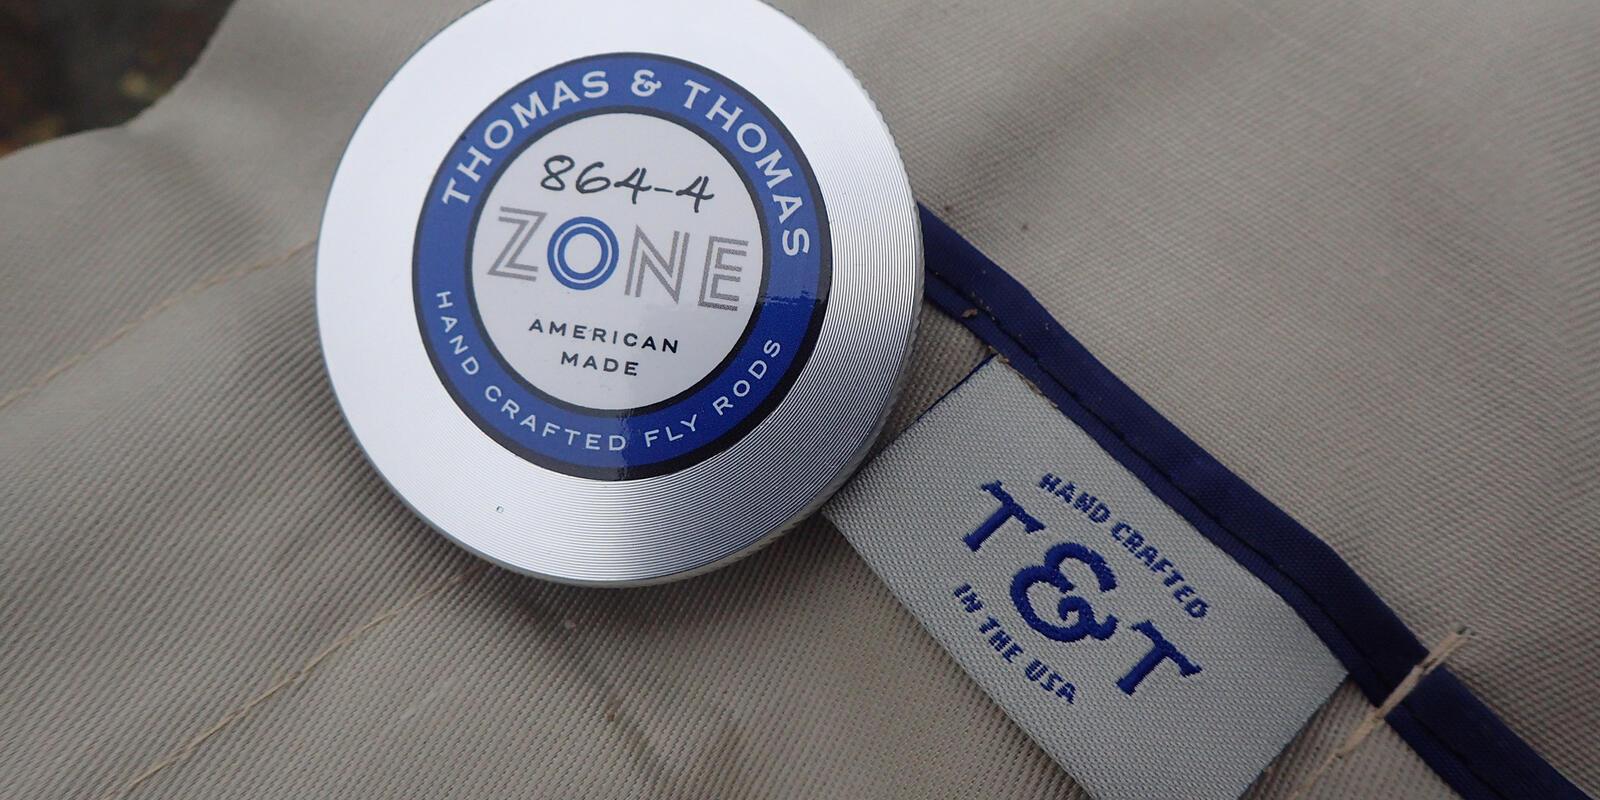 THOMAS & THOMAS
864-4
ZONE
AMERICAN
MADE
HAND CRAFTED FLY RODS
HAND CRAFTED
T&T
IN THE USA